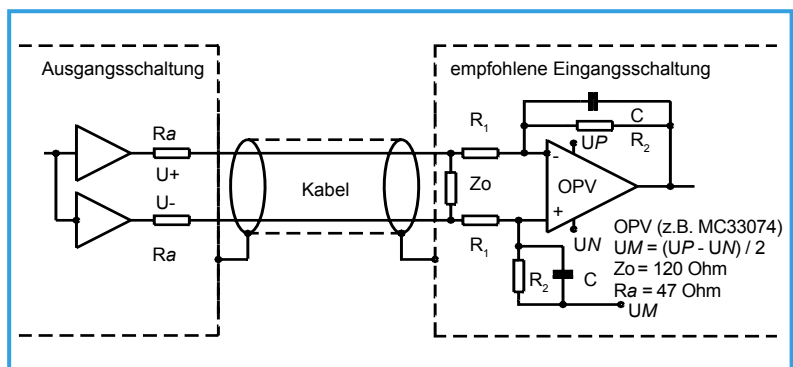 Ausgangsschaltung
empfohlene Eingangsschaltung
Ra
U+
U-
Ra
Kabel
Zo
R1
R1
C
R2
UP
-
OPV
+
UN
R2
C
UM
OPV (z.B. MC33074)
UM = (UP - UN) / 2
Zo = 120 Ohm
Ra = 47 Ohm